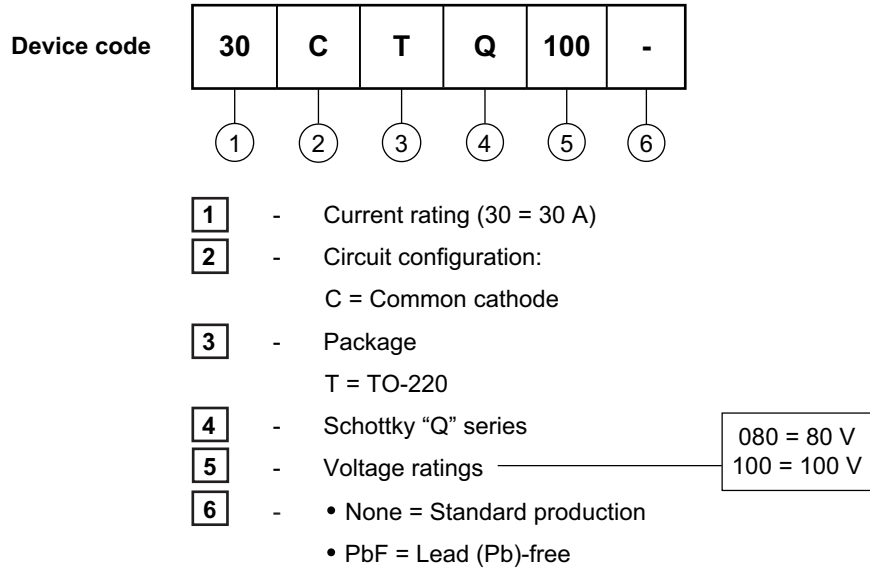 Device code 30 C T Q 100 -
1 2 3 4 5 6
1 - Current rating (30 = 30 A)
2 - Circuit configuration:
C = Common cathode
3 - Package
T = TO-220
4 - Schottky “Q” series
5 - Voltage ratings
080 = 80 V
100 = 100 V
6 - • None = Standard production
• PbF = Lead (Pb)-free